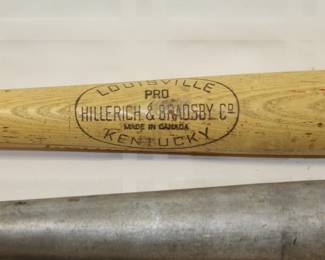 LOUISVILLE
PRO
HILLERICH & BRADSBY Cº
MADE IN CANADA
KENTUCKY